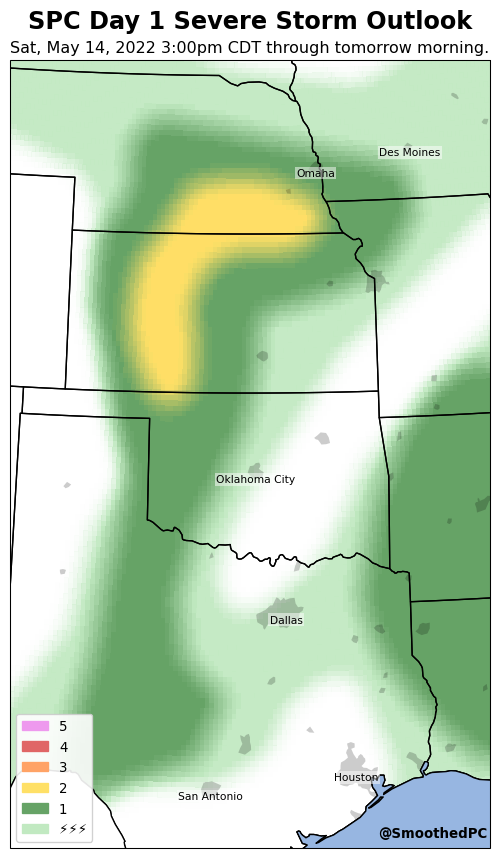 SPC Day 1 Severe Storm Outlook
Sat, May 14, 2022 3:00pm CDT through tomorrow morning.
Des Moines
Omaha
Oklahoma City
Dallas
5
4
3
2
1
⚡⚡⚡
Houston
San Antonio
@SmoothedPC